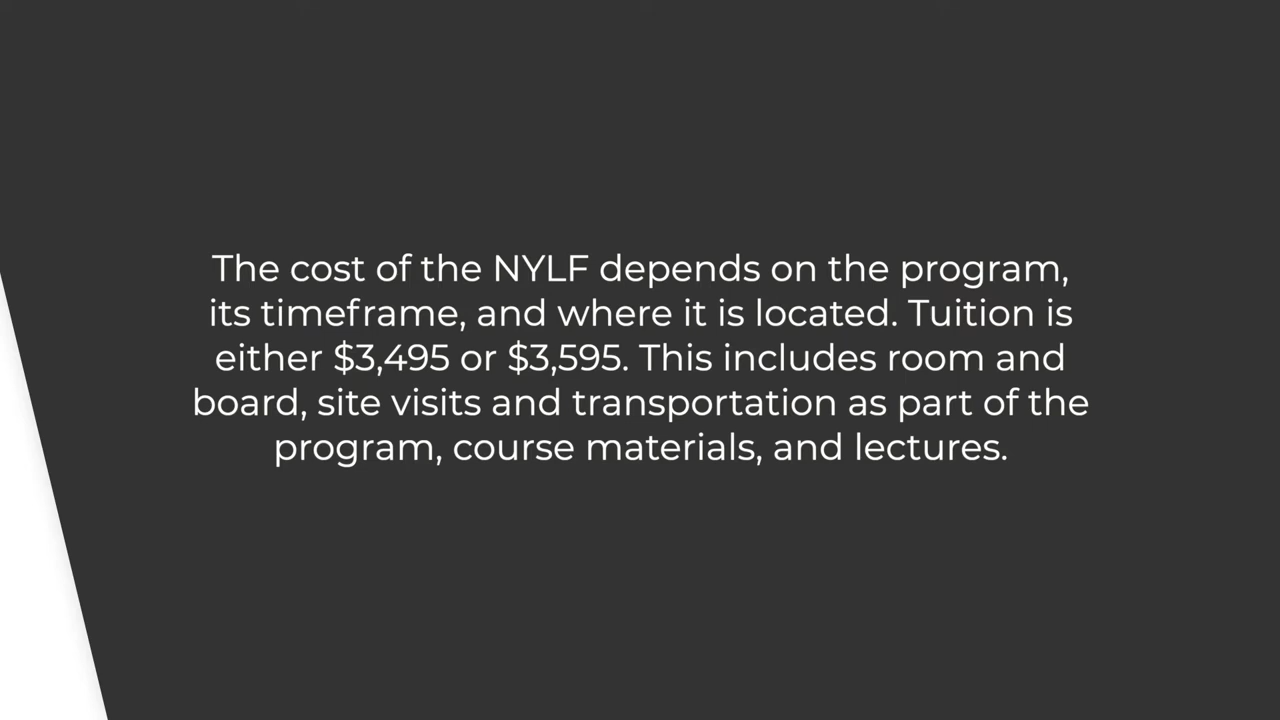 The cost of the NYLF depends on the program,
its timeframe, and where it is located. Tuition is
either $3,495 or $3,595. This includes room and
board, site visits and transportation as part of the
program, course materials, and lectures.